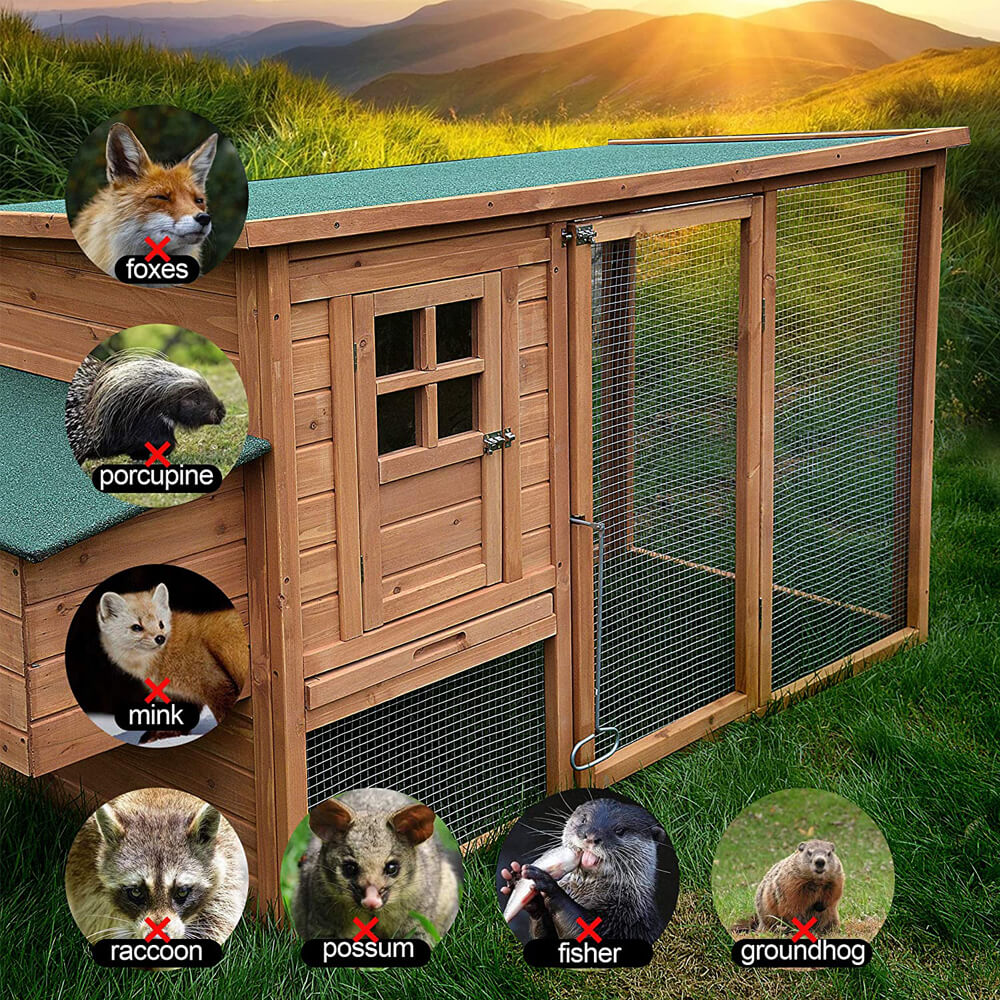 foxes
porcupine
mink
raccoon
possum
fisher
groundhog